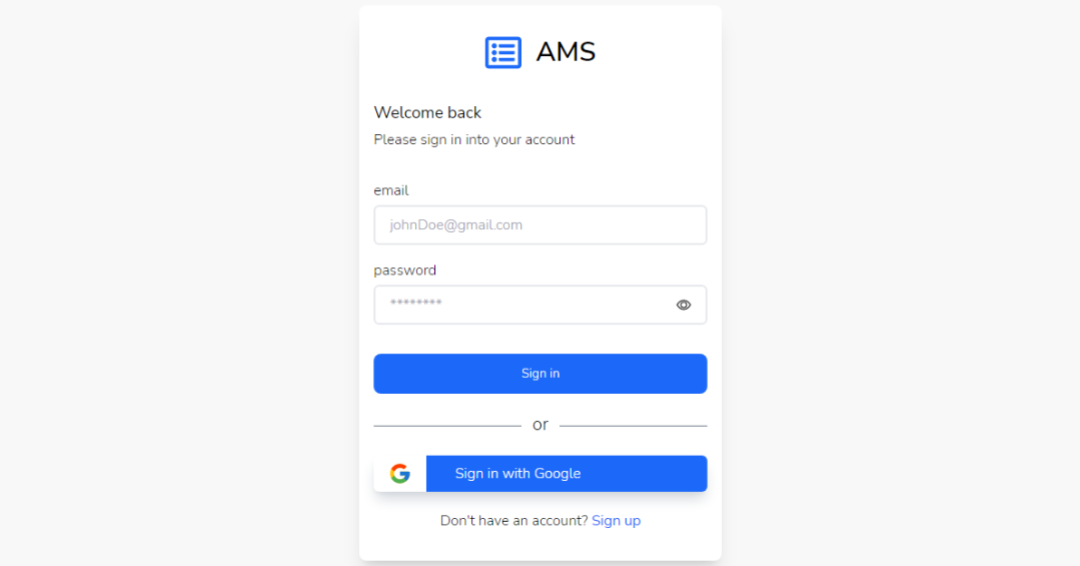 AMS
Welcome back
Please sign in into your account
email
johnDoe@gmail.com
password
********
Sign in
or
Sign in with Google
Don't have an account? Sign up